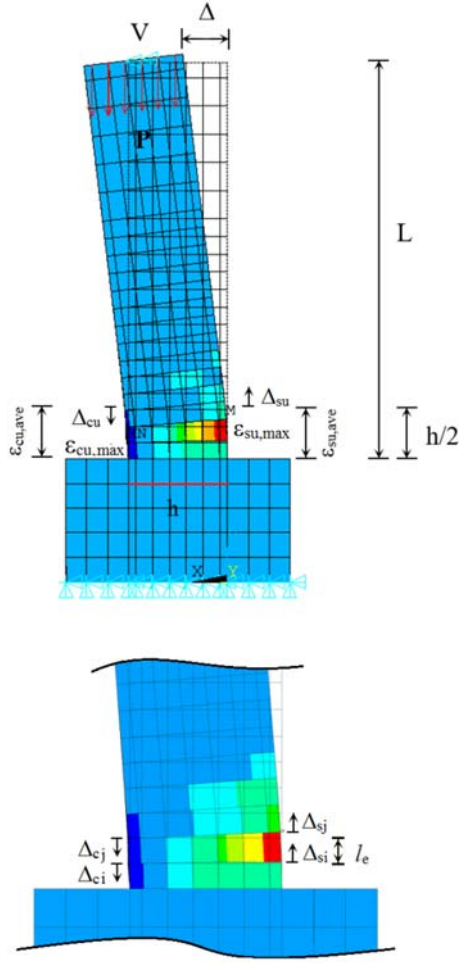 Δ
V
P
L
Δcu
M
Δsu
N
εcu,ave
εcu,max
εsu,max
εsu,ave
h/2
h
X
Y
Δsj
Δcj
Δsi
le
Δci